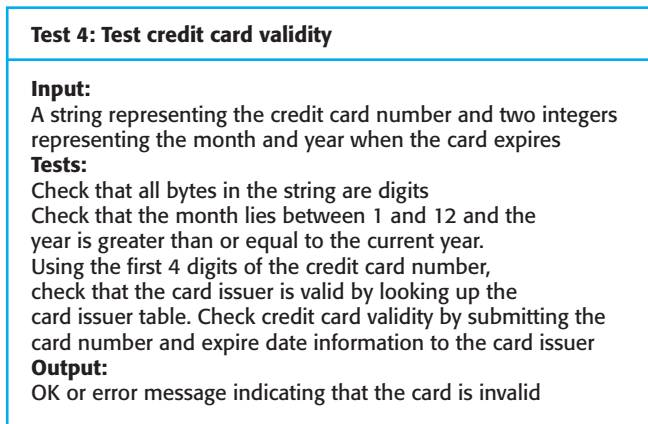 Test 4: Test credit card validity
Input:
A string representing the credit card number and two integers
representing the month and year when the card expires
Tests:
Check that all bytes in the string are digits
Check that the month lies between 1 and 12 and the
year is greater than or equal to the current year.
Using the first 4 digits of the credit card number,
check that the card issuer is valid by looking up the
card issuer table. Check credit card validity by submitting the
card number and expire date information to the card issuer
Output:
OK or error message indicating that the card is invalid